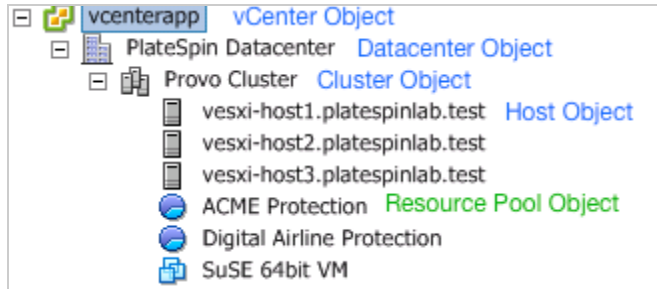 vcenterapp vCenter Object
PlateSpin Datacenter Datacenter Object
Provo Cluster Cluster Object
vesxi-host1.platespinlab.test Host Object
vesxi-host2.platespinlab.test
vesxi-host3.platespinlab.test
ACME Protection Resource Pool Object
Digital Airline Protection
SuSE 64bit VM